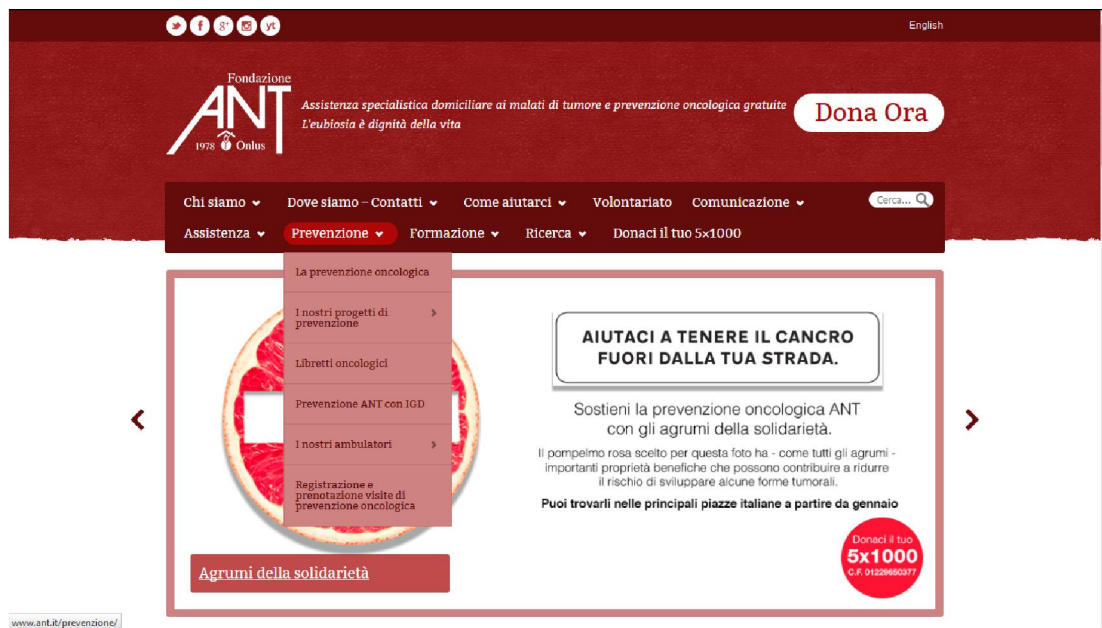 English
Fondazione
ANT
1978 Onlus
Assistenza specialistica domiciliare ai malati di tumore e prevenzione oncologica gratuite
L'eubiosia è dignità della vita
Dona Ora
Chi siamo
Dove siamo – Contatti
Come aiutarci
Volontariato
Comunicazione
Cerca...
Assistenza
Prevenzione
Formazione
Ricerca
Donaci il tuo 5×1000
La prevenzione oncologica
I nostri progetti di
prevenzione
Libretti oncologici
Prevenzione ANT con IGD
I nostri ambulatori
Registrazione e
prenotazione visite di
prevenzione oncologica
AIUTACI A TENERE IL CANCRO
FUORI DALLA TUA STRADA.
Sostieni la prevenzione oncologica ANT
con gli agrumi della solidarietà.
Il pompelmo rosa scelto per questa foto ha - come tutti gli agrumi -
importanti proprietà benefiche che possono contribuire a ridurre
il rischio di sviluppare alcune forme tumorali.
Puoi trovarli nelle principali piazze italiane a partire da gennaio
Donaci il tuo
5x1000
C.F. 01229650377
Agrumi della solidarietà
www.ant.it/prevenzione/